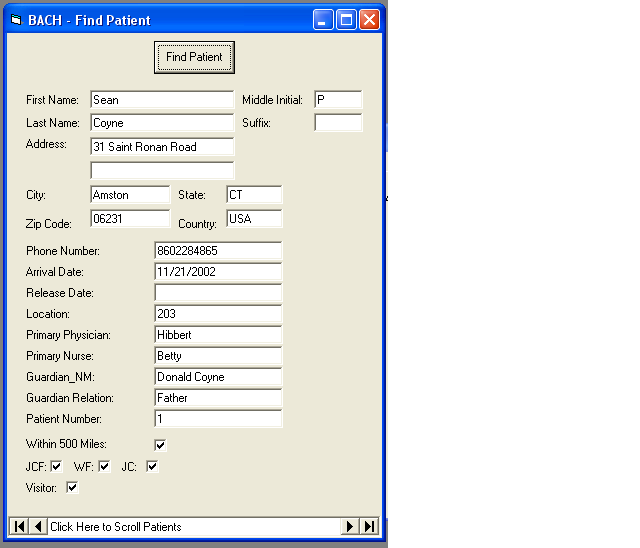 BACH - Find Patient
Find Patient
First Name: Sean Middle Initial: P
Last Name: Coyne Suffix:
Address: 31 Saint Ronan Road
City: Amston State: CT
Zip Code: 06231 Country: USA
Phone Number: 8602284865
Arrival Date: 11/21/2002
Release Date:
Location: 203
Primary Physician: Hibbert
Primary Nurse: Betty
Guardian_NM: Donald Coyne
Guardian Relation: Father
Patient Number: 1
Within 500 Miles:
JCF: WF: JC:
Visitor:
Click Here to Scroll Patients